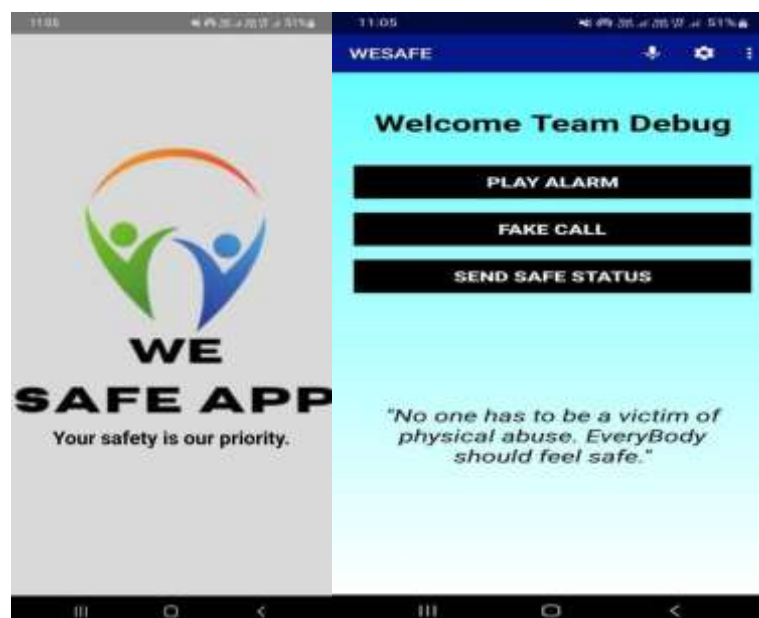 WE
SAFE APP
Your safety is our priority.
11:05
51%
WESAFE
Welcome Team Debug
PLAY ALARM
FAKE CALL
SEND SAFE STATUS
"No one has to be a victim of
physical abuse. EveryBody
should feel safe."